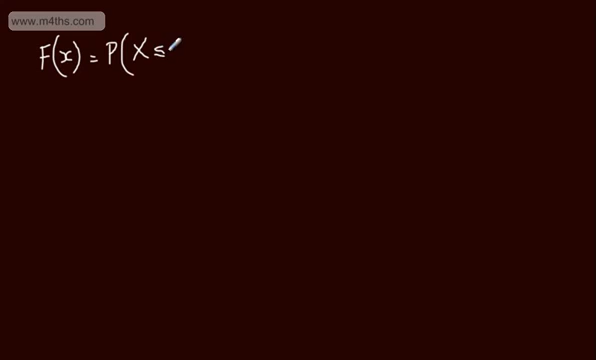 www.m4ths.com
F(x) = P(X ≤